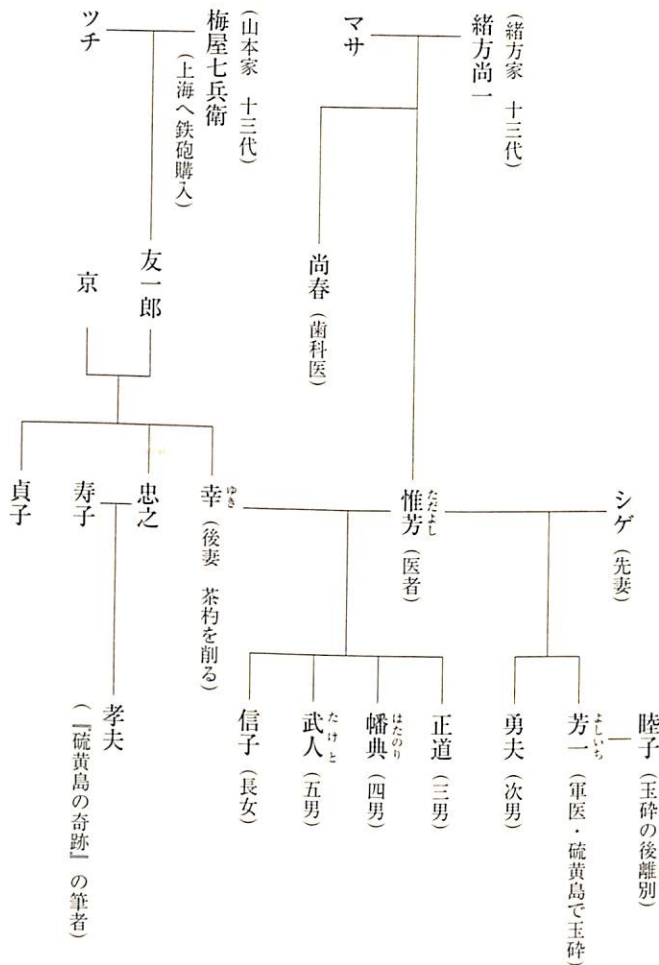 (緒方家 十三代)
緒方尚一
マサ
尚春(歯科医)
(山本家 十三代)
梅屋七兵衛
(上海へ鉄砲購入)
ツチ
友一郎
京
シゲ(先妻)
惟芳(医者)
ただよし
幸(後妻 茶杓を削る)
ゆき
忠之
寿子
貞子
睦子(玉砕の後離別)
芳一(軍医・硫黄島で玉砕)
よしいち
勇夫(次男)
正道(三男)
幡典(四男)
はたのり
武人(五男)
たけと
信子(長女)
孝夫
(『硫黄島の奇跡』の筆者)